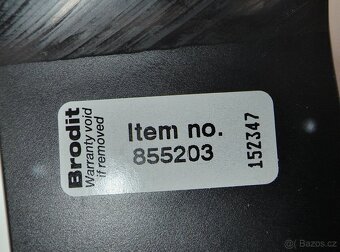 Brodit
Warranty void
if removed
Item no.
855203
152347
Bazos.cz